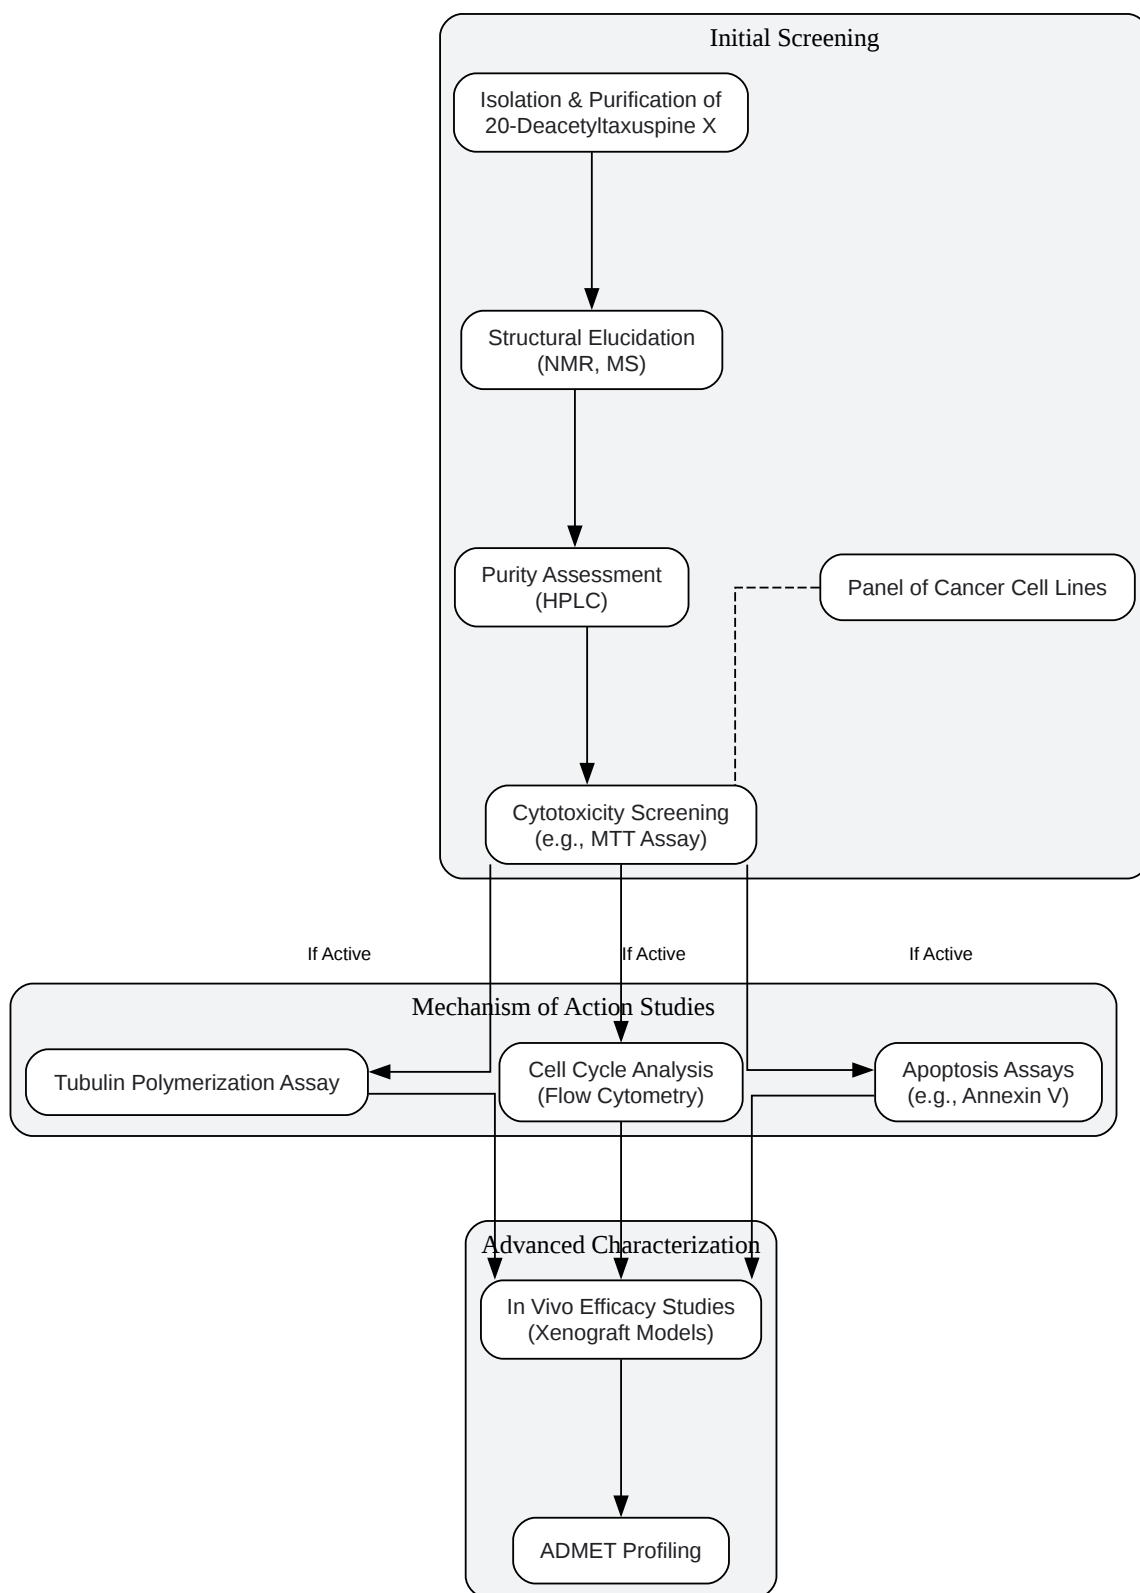 Initial Screening
Isolation & Purification of
20-Deacetyltaxuspine X
Structural Elucidation
(NMR, MS)
Purity Assessment
(HPLC)
Panel of Cancer Cell Lines
Cytotoxicity Screening
(e.g., MTT Assay)
If Active
If Active
If Active
Mechanism of Action Studies
Tubulin Polymerization Assay
Cell Cycle Analysis
(Flow Cytometry)
Apoptosis Assays
(e.g., Annexin V)
Advanced Characterization
In Vivo Efficacy Studies
(Xenograft Models)
ADMET Profiling